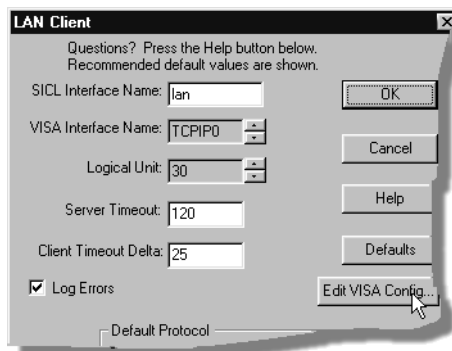 LAN Client
Questions? Press the Help button below.
Recommended default values are shown.
SICL Interface Name: lan
OK
VISA Interface Name: TCPIP0
Cancel
Logical Unit: 30
Help
Server Timeout: 120
Client Timeout Delta: 25
Defaults
Log Errors
Edit VISA Config...
Default Protocol